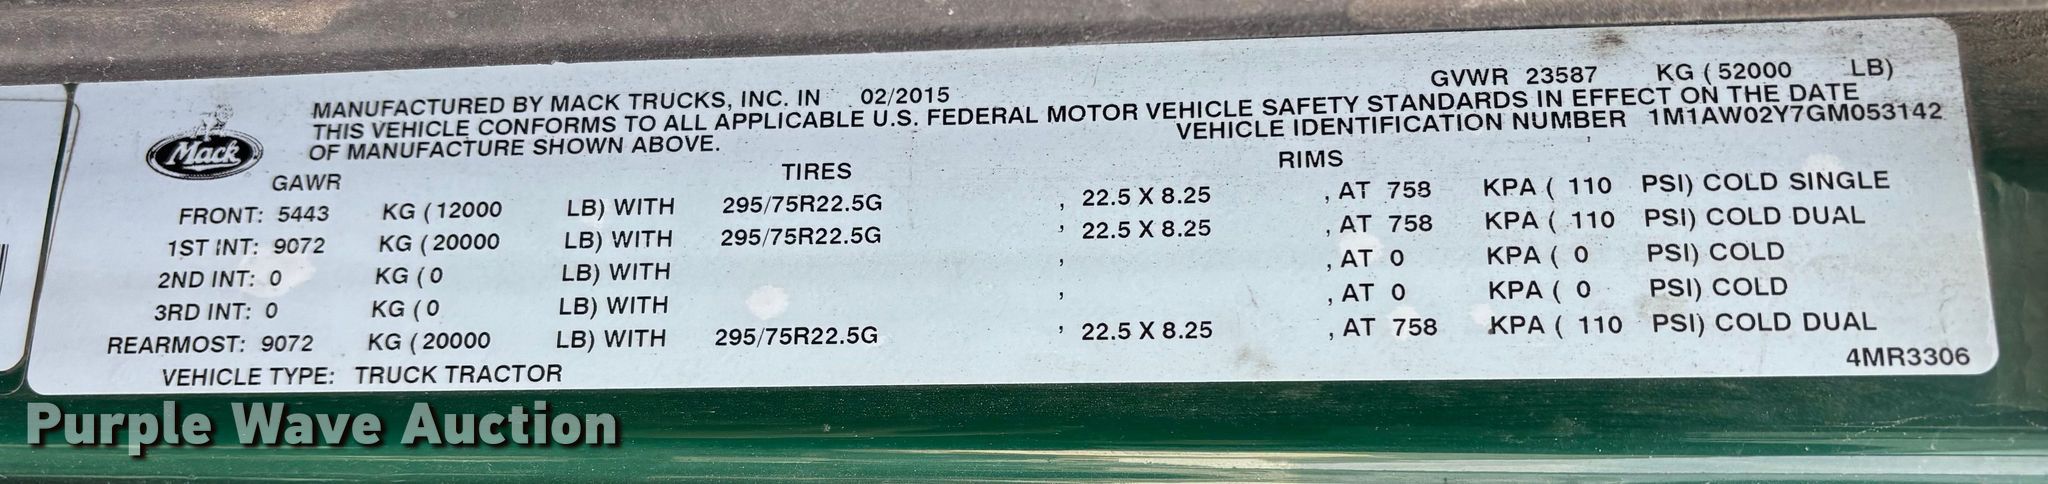 GVWR 23587 KG ( 52000 LB)
MANUFACTURED BY MACK TRUCKS, INC. IN 02/2015
THIS VEHICLE CONFORMS TO ALL APPLICABLE U.S. FEDERAL MOTOR VEHICLE SAFETY STANDARDS IN EFFECT ON THE DATE
OF MANUFACTURE SHOWN ABOVE. VEHICLE IDENTIFICATION NUMBER 1M1AW02Y7GM053142
Mack
GAWR TIRES RIMS
FRONT: 5443 KG ( 12000 LB) WITH 295/75R22.5G , 22.5 X 8.25 , AT 758 KPA ( 110 PSI) COLD SINGLE
1ST INT: 9072 KG ( 20000 LB) WITH 295/75R22.5G , 22.5 X 8.25 , AT 758 KPA ( 110 PSI) COLD DUAL
2ND INT: 0 KG ( 0 LB) WITH , , AT 0 KPA ( 0 PSI) COLD
3RD INT: 0 KG ( 0 LB) WITH , , AT 0 KPA ( 0 PSI) COLD
REARMOST: 9072 KG ( 20000 LB) WITH 295/75R22.5G , 22.5 X 8.25 , AT 758 KPA ( 110 PSI) COLD DUAL
VEHICLE TYPE: TRUCK TRACTOR 4MR3306
Purple Wave Auction